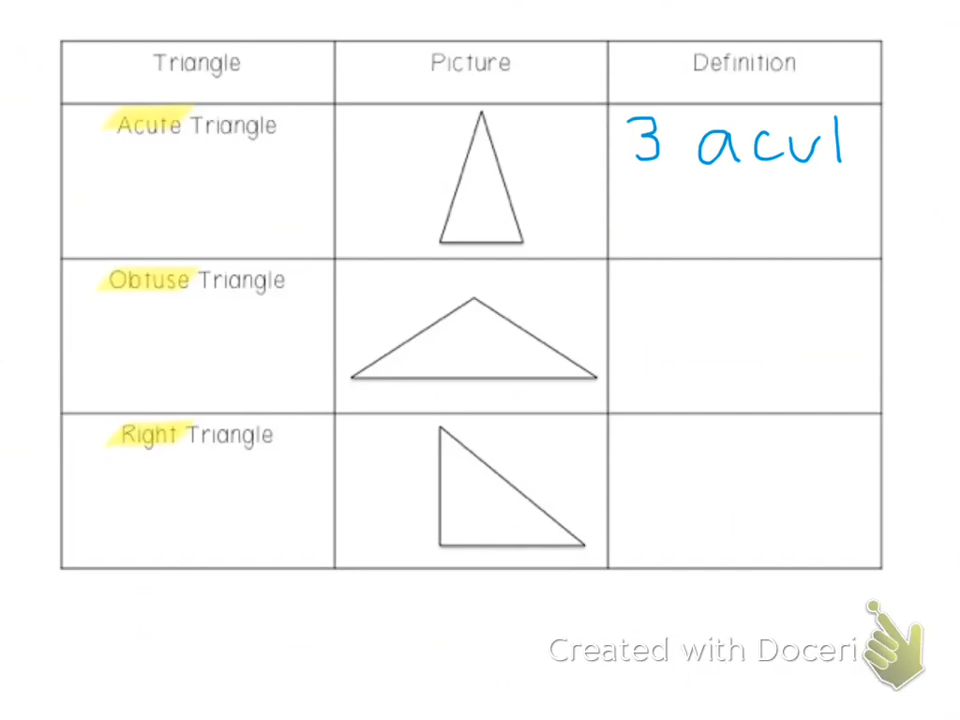 Triangle Picture Definition
Acute Triangle 3 acul
Obtuse Triangle
Right Triangle
Created with Doceri